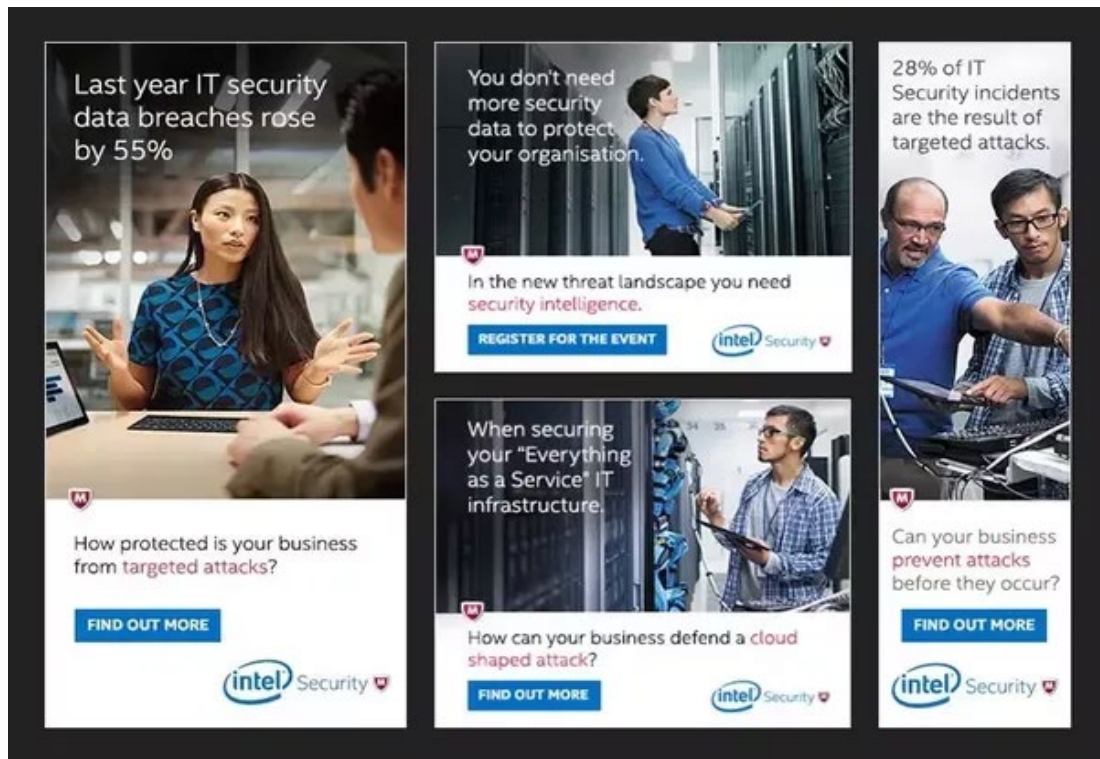 Last year IT security
data breaches rose
by 55%
M
How protected is your business
from targeted attacks?
FIND OUT MORE
intel Security M
You don't need
more security
data to protect
your organisation.
M
In the new threat landscape you need
security intelligence.
REGISTER FOR THE EVENT
intel Security M
When securing
your "Everything
as a Service" IT
infrastructure.
34 35
M
How can your business defend a cloud
shaped attack?
FIND OUT MORE
intel Security M
28% of IT
Security incidents
are the result of
targeted attacks.
M
Can your business
prevent attacks
before they occur?
FIND OUT MORE
intel Security M